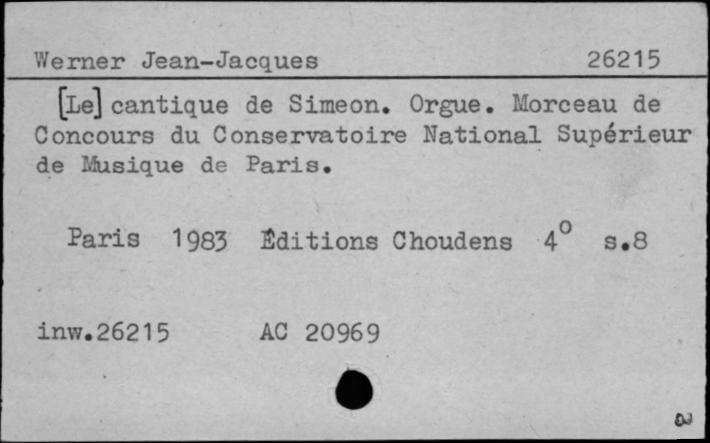 Werner Jean-Jacques 26215
[Le] cantique de Simeon. Orgue. Morceau de
Concours du Conservatoire National Supérieur
de Musique de Paris.
Paris 1983 Éditions Choudens 4° s.8
inw.26215 AC 20969